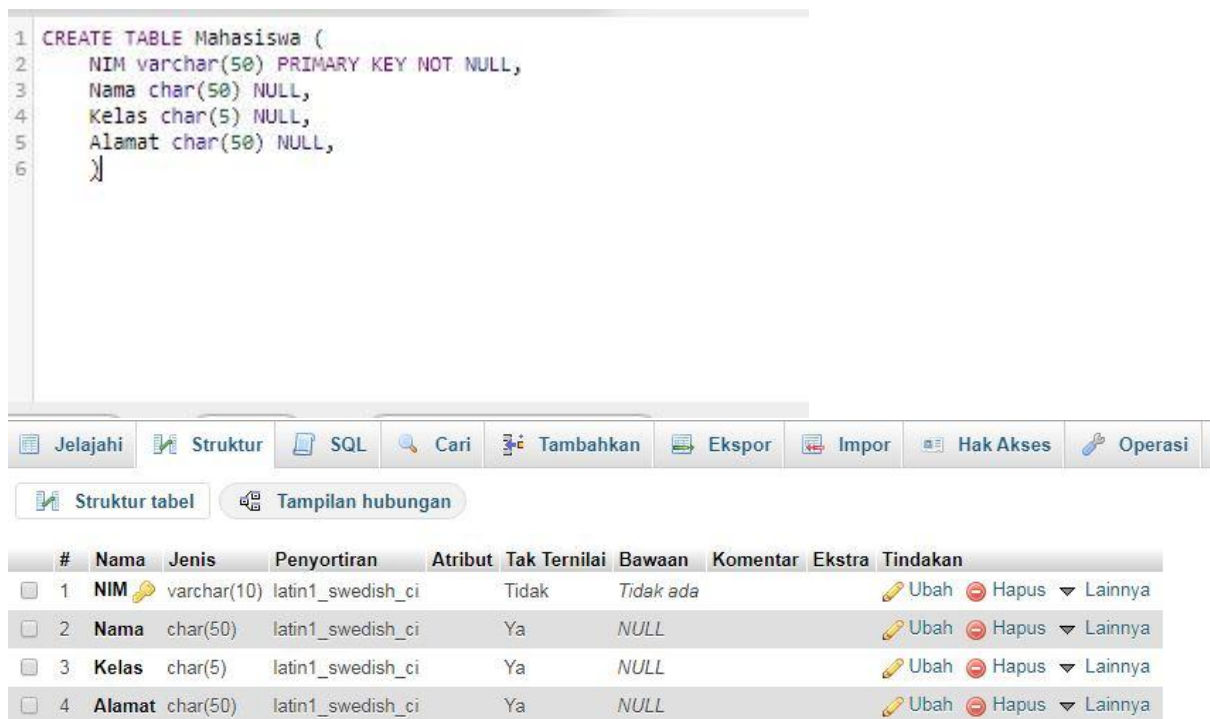 1 CREATE TABLE Mahasiswa (
2 NIM varchar(50) PRIMARY KEY NOT NULL,
3 Nama char(50) NULL,
4 Kelas char(5) NULL,
5 Alamat char(50) NULL,
6 )
Jelajahi Struktur SQL Cari Tambahkan Ekspor Impor Hak Akses Operasi
Struktur tabel Tampilan hubungan
# Nama Jenis Penyortiran Atribut Tak Ternilai Bawaan Komentar Ekstra Tindakan
1 NIM varchar(10) latin1_swedish_ci Tidak Tidak ada Ubah Hapus Lainnya
2 Nama char(50) latin1_swedish_ci Ya NULL Ubah Hapus Lainnya
3 Kelas char(5) latin1_swedish_ci Ya NULL Ubah Hapus Lainnya
4 Alamat char(50) latin1_swedish_ci Ya NULL Ubah Hapus Lainnya